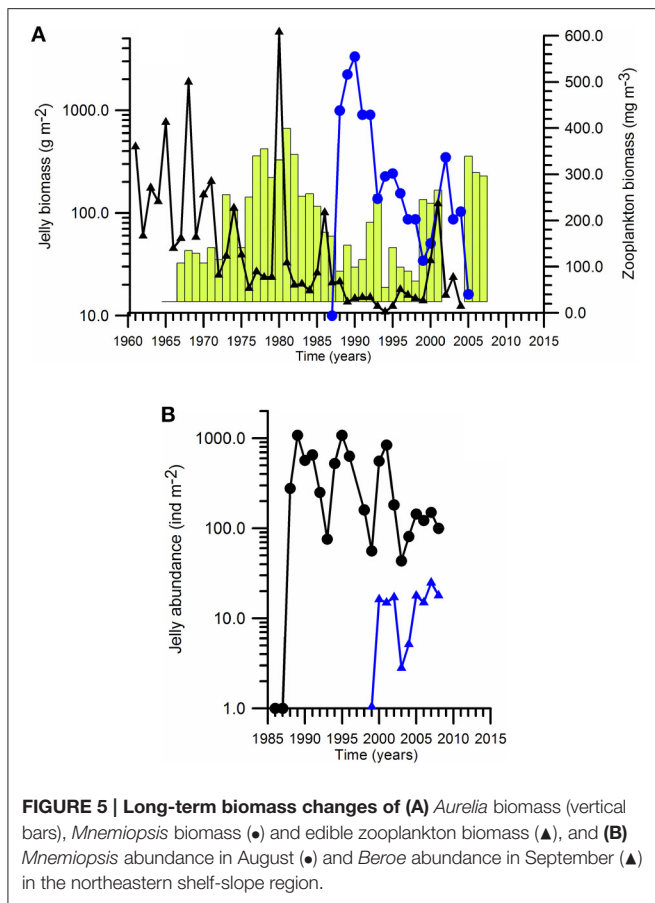 A
Jelly biomass (g m-2)
1000.0
100.0
10.0
600.0
500.0
400.0
300.0
200.0
100.0
0.0
Zooplankton biomass (mg m-3)
1960 1965 1970 1975 1980 1985 1990 1995 2000 2005 2010 2015
Time (years)
B
Jelly abundance (ind m-2)
1000.0
100.0
10.0
1.0
1985 1990 1995 2000 2005 2010 2015
Time (years)
FIGURE 5 | Long-term biomass changes of (A) Aurelia biomass (vertical
bars), Mnemiopsis biomass (●) and edible zooplankton biomass (▲), and (B)
Mnemiopsis abundance in August (●) and Beroe abundance in September (▲)
in the northeastern shelf-slope region.